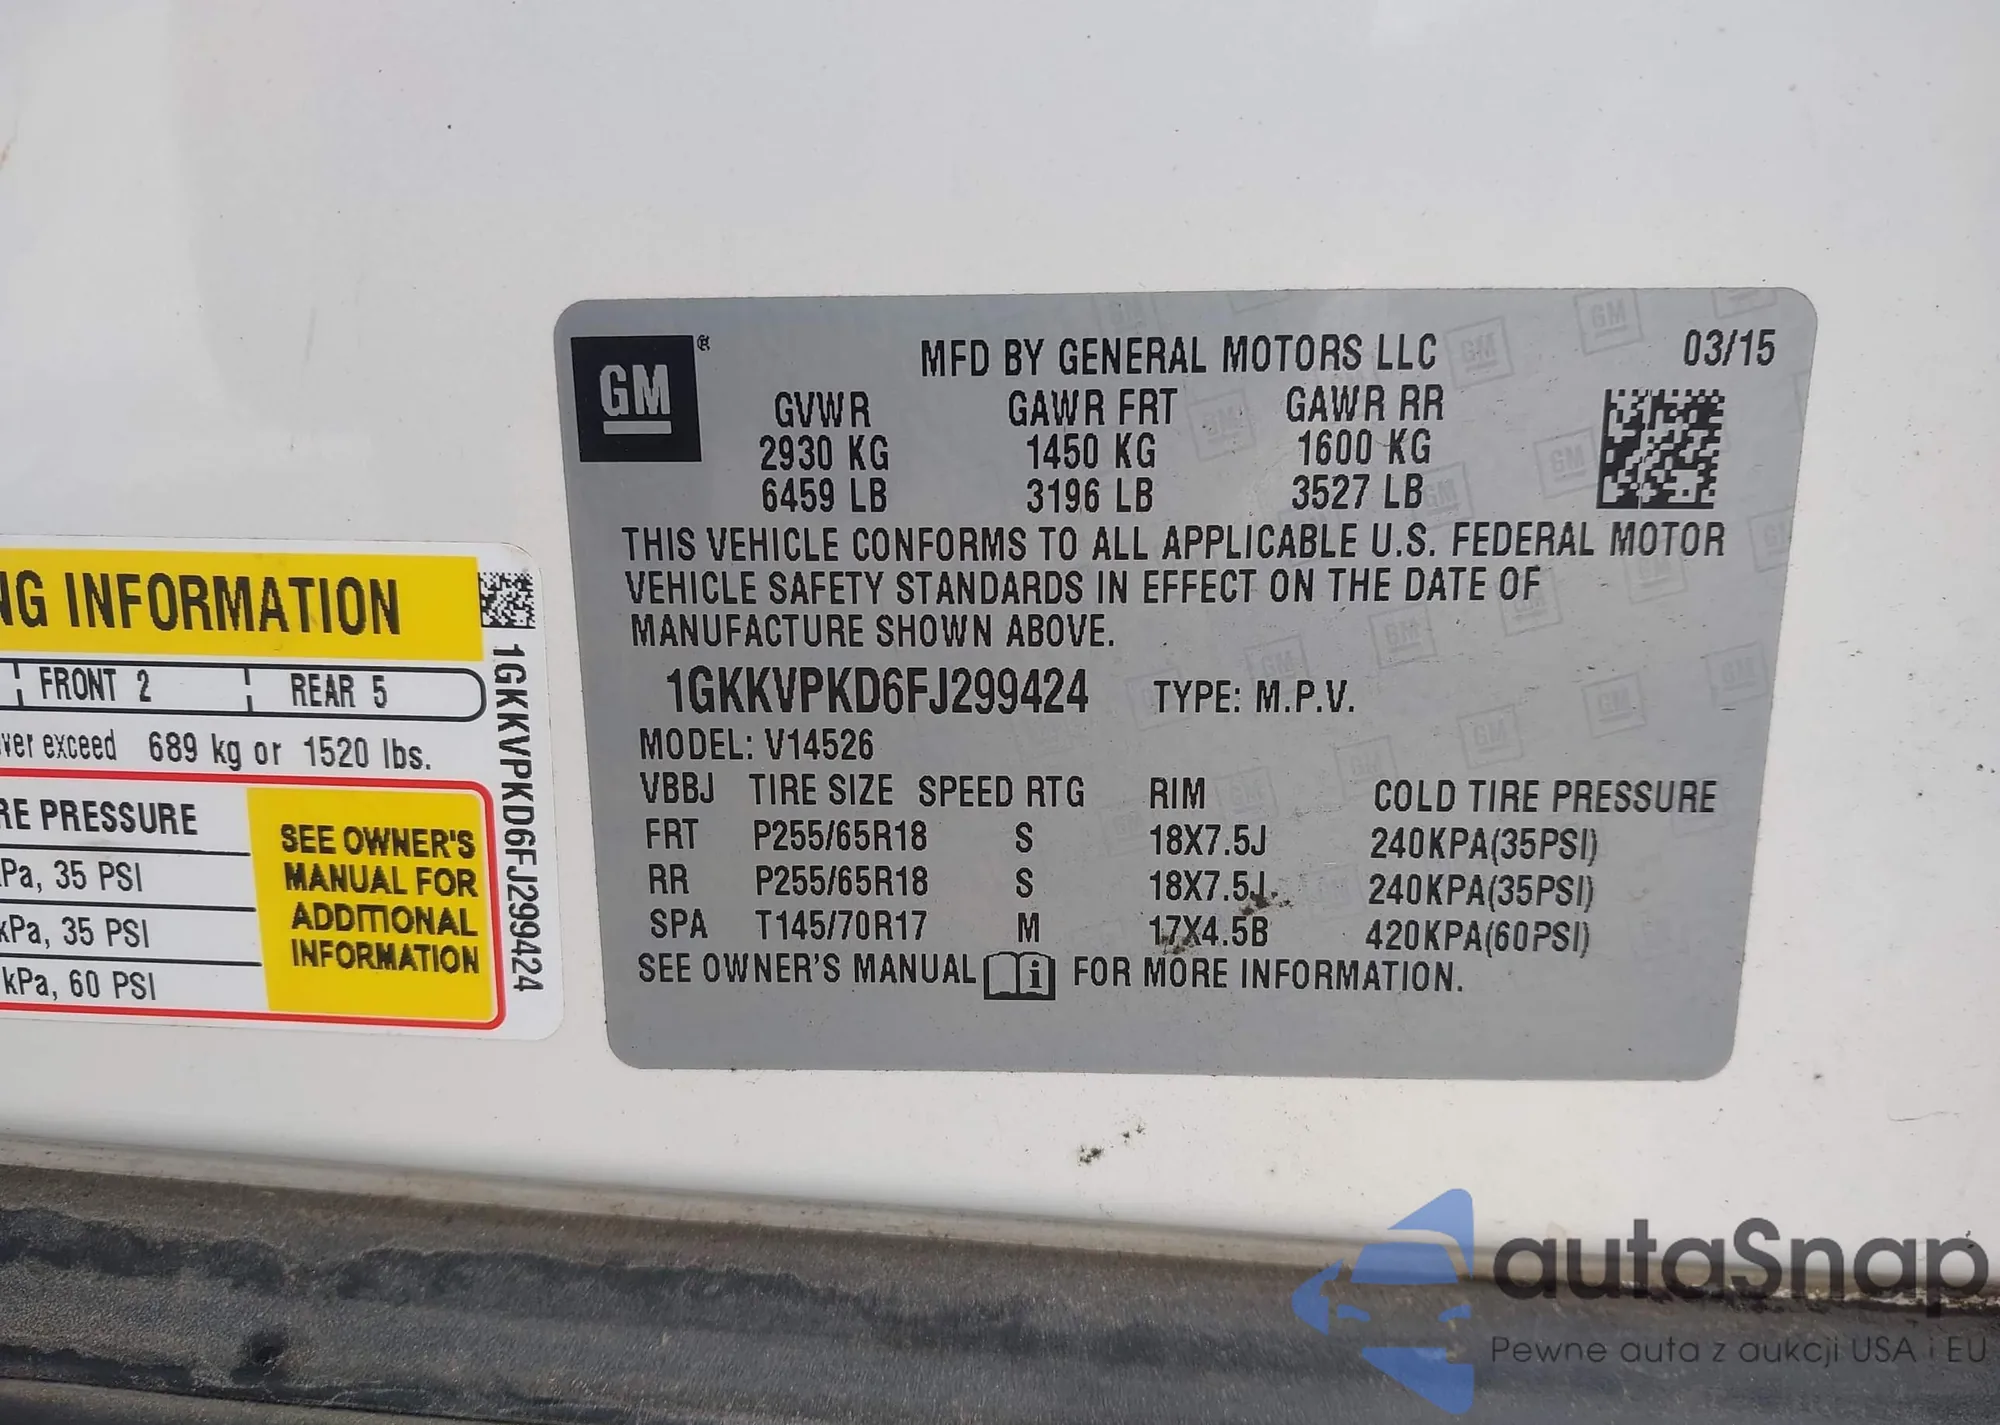 NG INFORMATION
FRONT 2
REAR 5
ver exceed 689 kg or 1520 lbs.
RE PRESSURE
Pa, 35 PSI
kPa, 35 PSI
kPa, 60 PSI
SEE OWNER'S
MANUAL FOR
ADDITIONAL
INFORMATION
1GKKVPKD6FJ299424
GM
MFD BY GENERAL MOTORS LLC 03/15
GVWR GAWR FRT GAWR RR
2930 KG 1450 KG 1600 KG
6459 LB 3196 LB 3527 LB
THIS VEHICLE CONFORMS TO ALL APPLICABLE U.S. FEDERAL MOTOR
VEHICLE SAFETY STANDARDS IN EFFECT ON THE DATE OF
MANUFACTURE SHOWN ABOVE.
1GKKVPKD6FJ299424 TYPE: M.P.V.
MODEL: V14526
VBBJ TIRE SIZE SPEED RTG RIM COLD TIRE PRESSURE
FRT P255/65R18 S 18X7.5J 240KPA(35PSI)
RR P255/65R18 S 18X7.5J 240KPA(35PSI)
SPA T145/70R17 M 17X4.5B 420KPA(60PSI)
SEE OWNER'S MANUAL FOR MORE INFORMATION.
autaSnap
Pewne auta z aukcji USA i EU